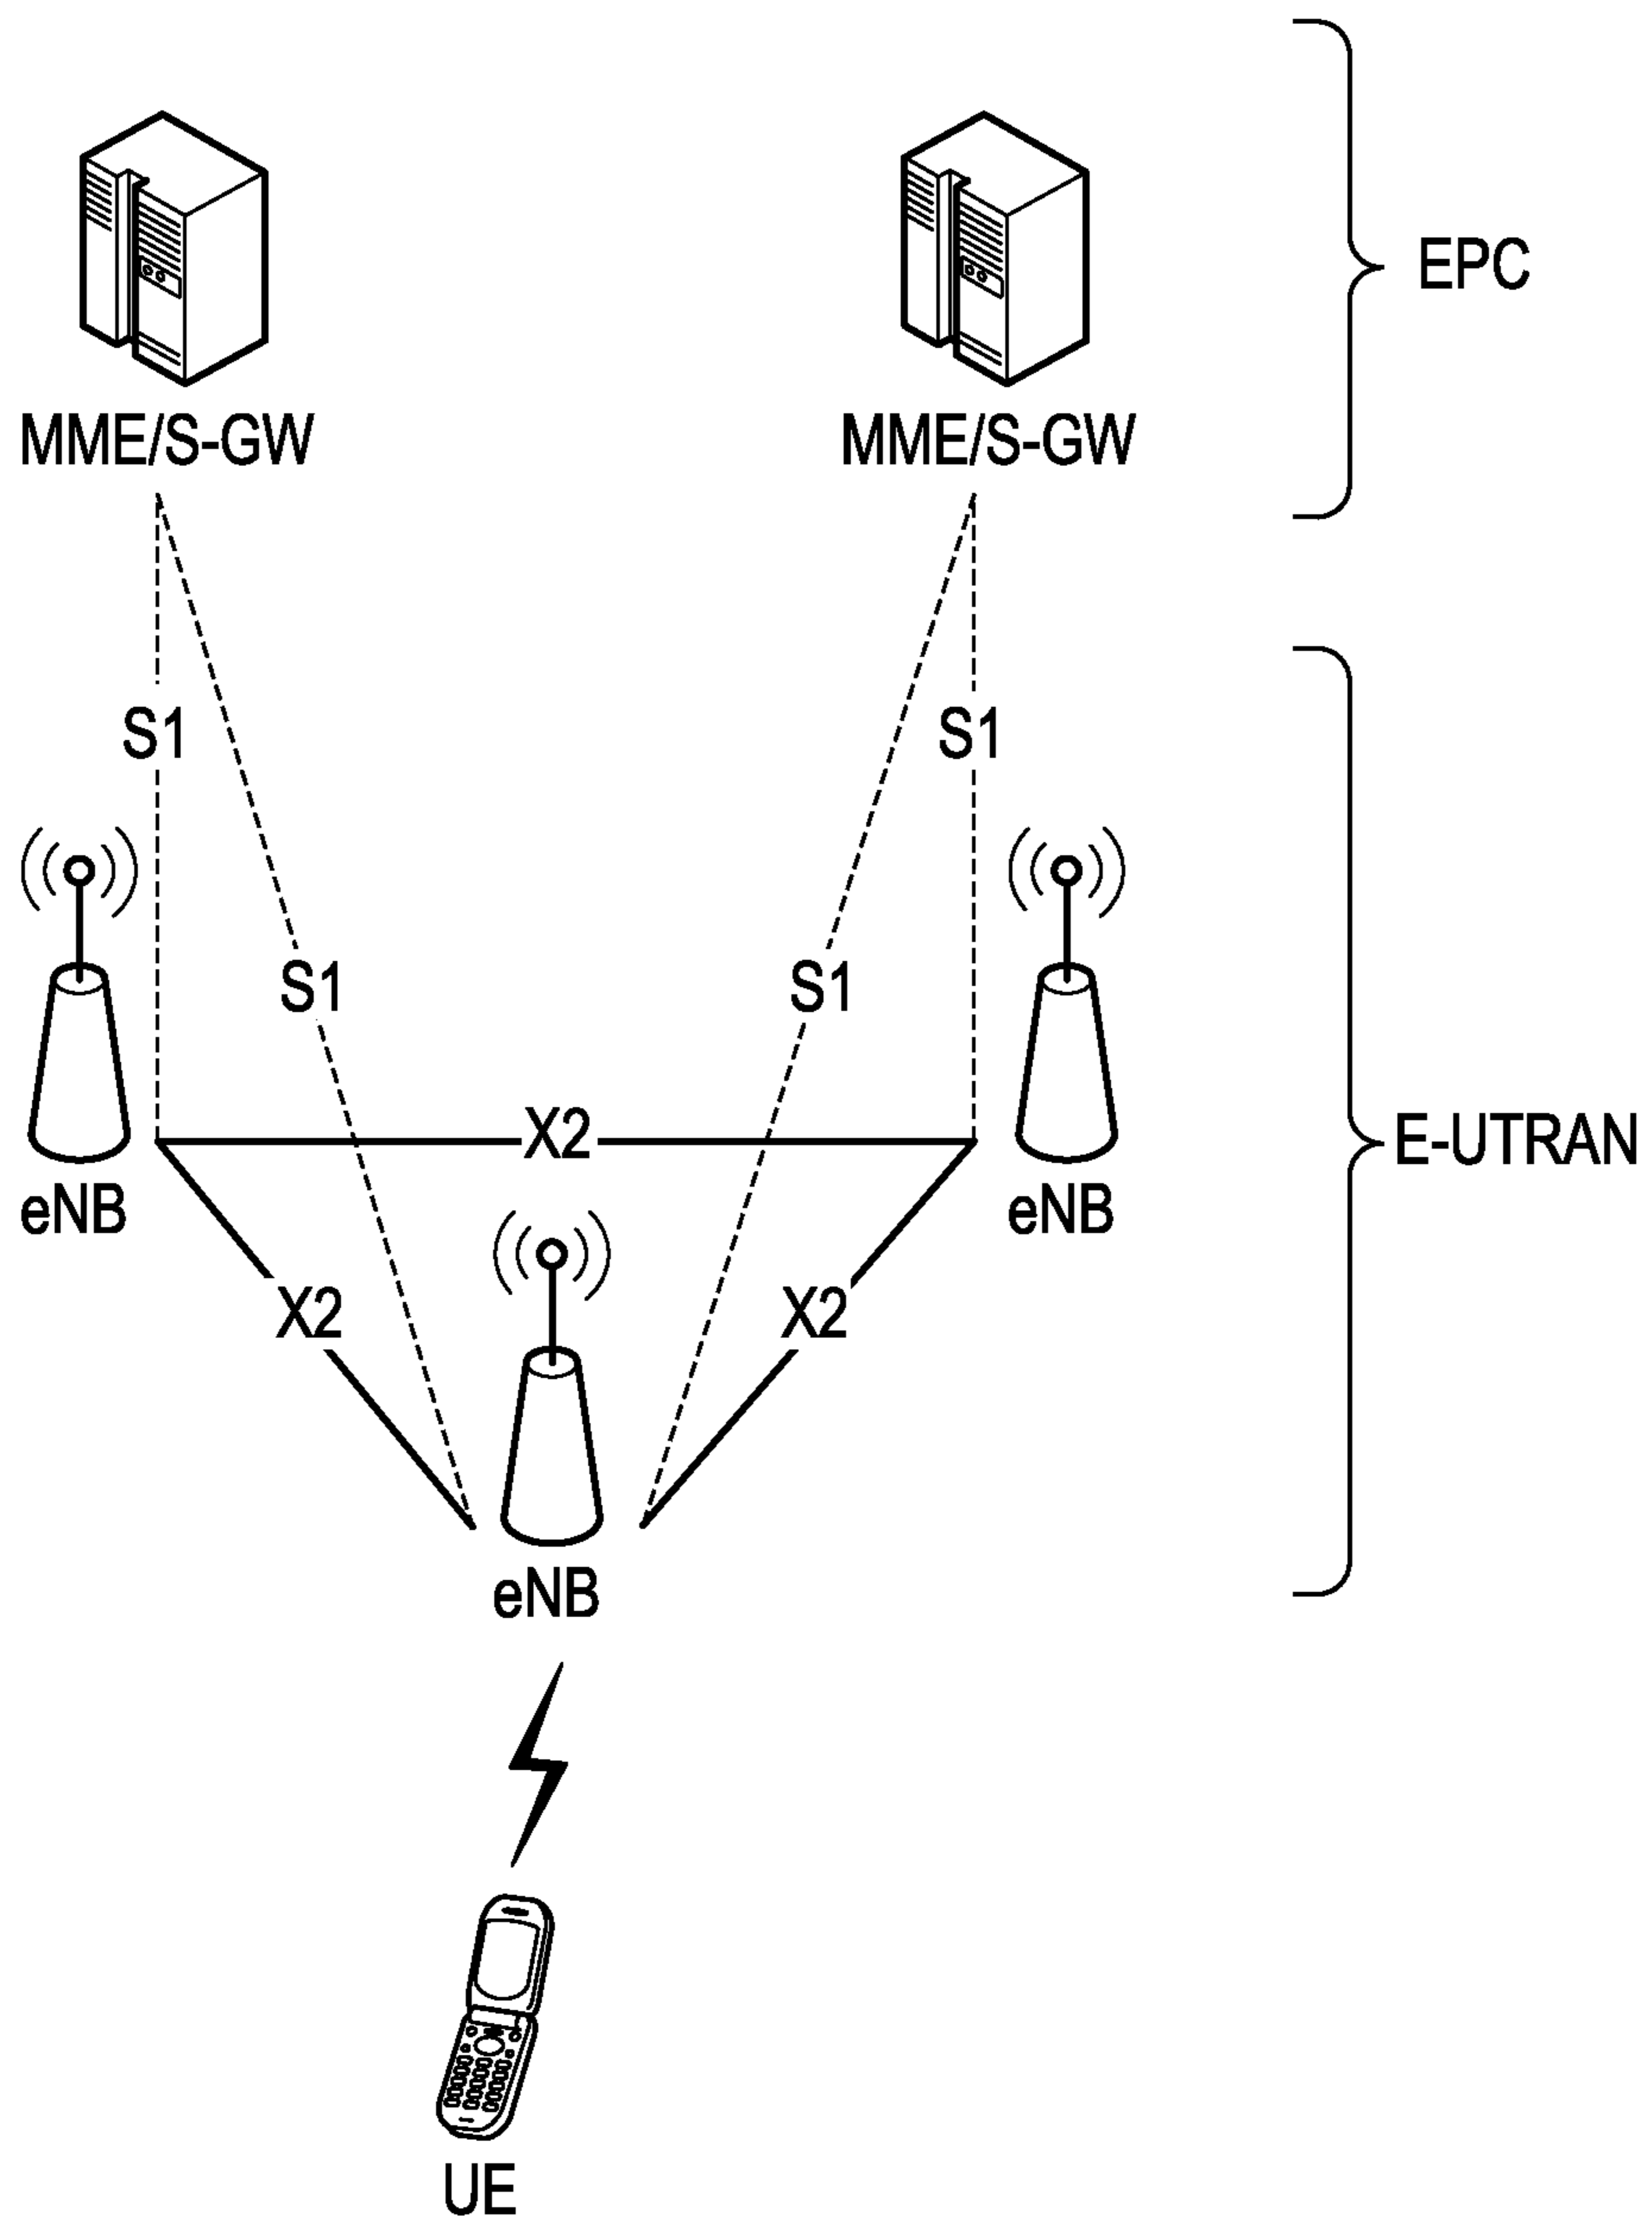 EPC
MME/S-GW
MME/S-GW
S1
S1
S1
S1
X2
E-UTRAN
eNB
eNB
X2
X2
eNB
UE